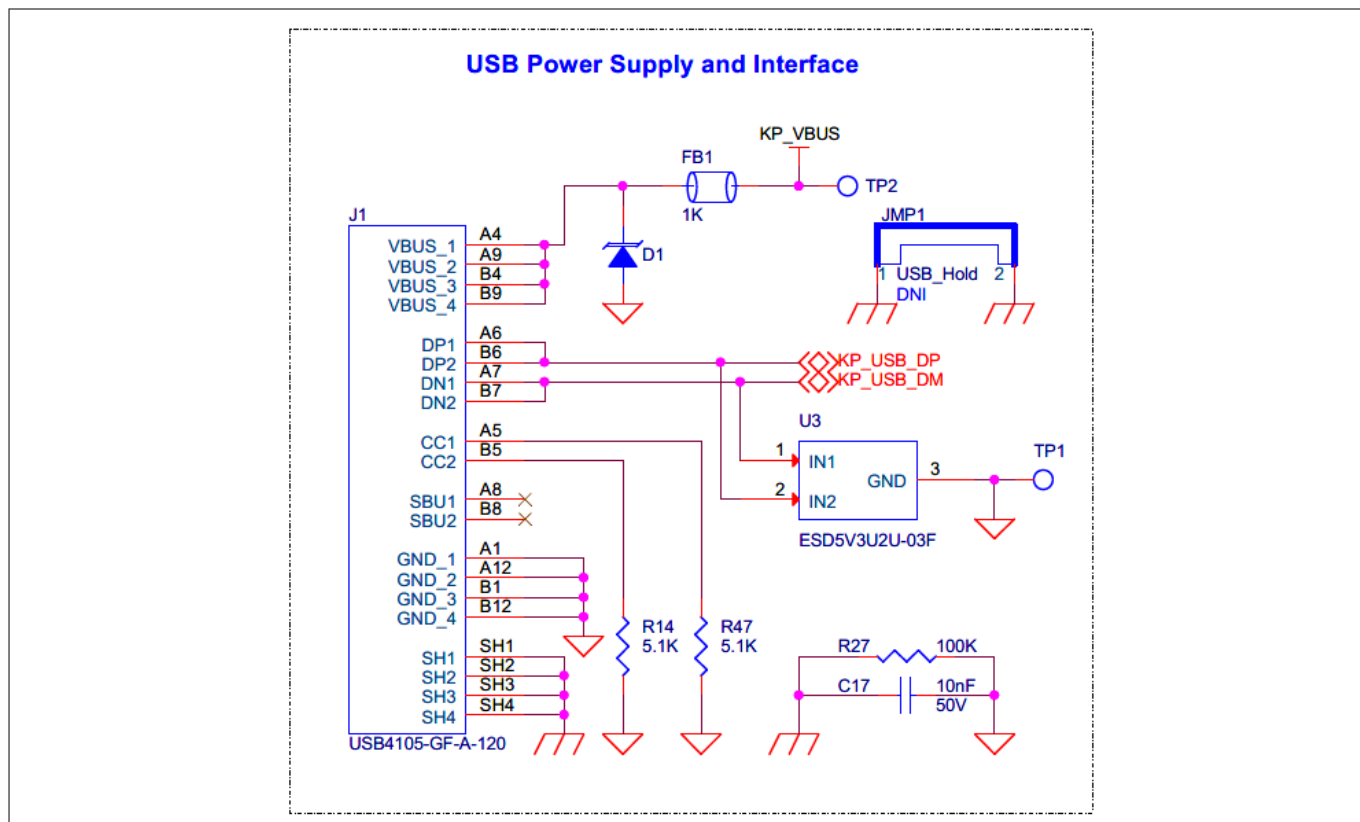 USB Power Supply and Interface
KP_VBUS
FB1
1K
TP2
JMP1
1 USB_Hold 2
DNI
D1
J1
VBUS_1 A4
VBUS_2 A9
VBUS_3 B4
VBUS_4 B9
DP1 A6
DP2 B6
DN1 A7
DN2 B7
KP_USB_DP
KP_USB_DM
CC1 A5
CC2 B5
SBU1 A8
SBU2 B8
GND_1 A1
GND_2 A12
GND_3 B1
GND_4 B12
SH1 SH1
SH2 SH2
SH3 SH3
SH4 SH4
USB4105-GF-A-120
U3
1 IN1
2 IN2
GND 3
ESD5V3U2U-03F
TP1
R14
5.1K
R47
5.1K
R27 100K
C17 10nF
50V